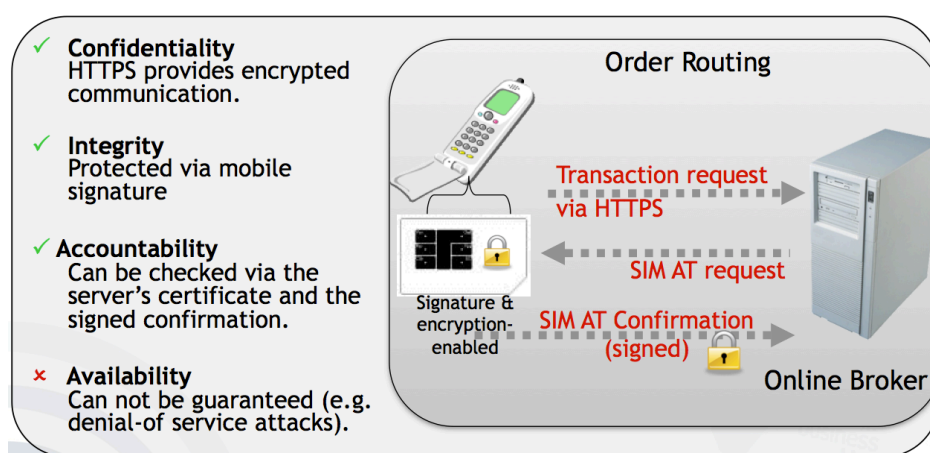 ✓ Confidentiality
HTTPS provides encrypted
communication.
✓ Integrity
Protected via mobile
signature
✓ Accountability
Can be checked via the
server's certificate and the
signed confirmation.
× Availability
Can not be guaranteed (e.g.
denial-of service attacks).
Order Routing
Transaction request
via HTTPS
SIM AT request
Signature &
encryption-
enabled
SIM AT Confirmation
(signed)
Online Broker